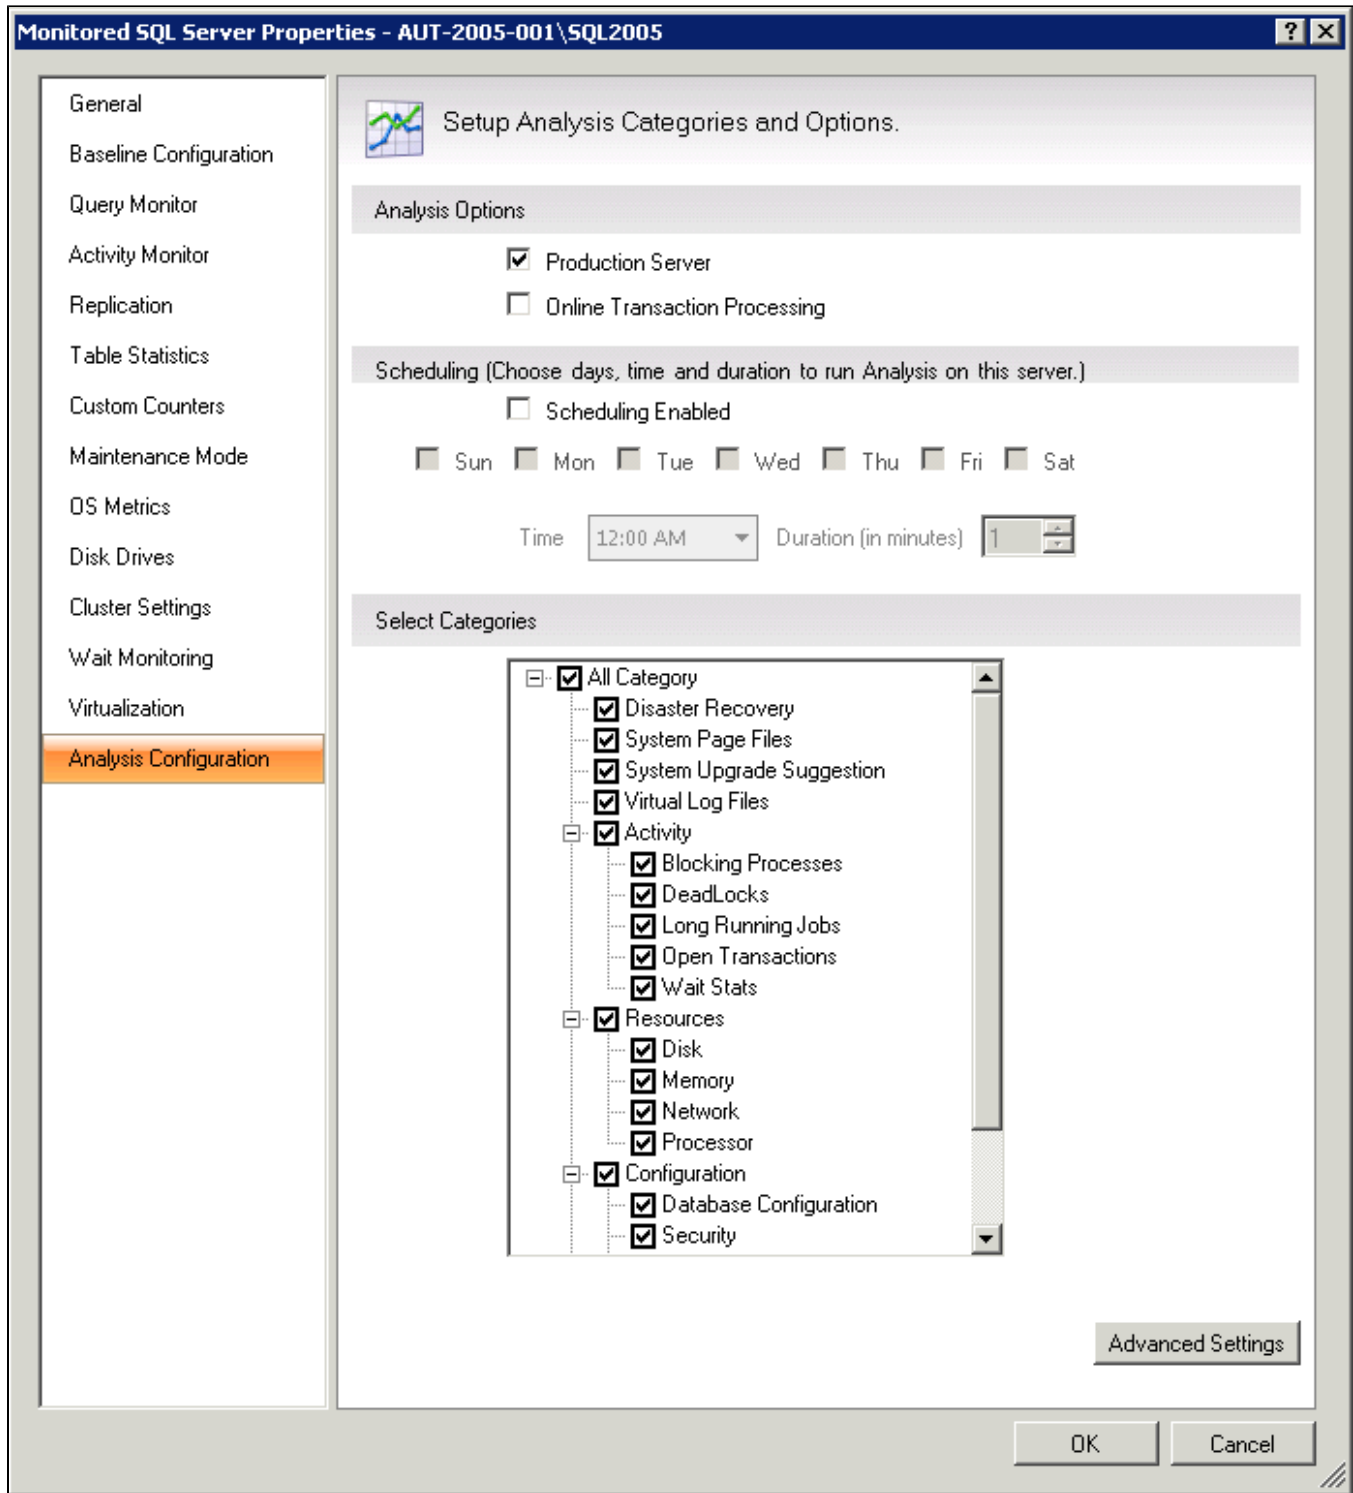 Monitored SQL Server Properties - AUT-2005-001\SQL2005
General
Baseline Configuration
Query Monitor
Activity Monitor
Replication
Table Statistics
Custom Counters
Maintenance Mode
OS Metrics
Disk Drives
Cluster Settings
Wait Monitoring
Virtualization
Analysis Configuration
Setup Analysis Categories and Options.
Analysis Options
Production Server
Online Transaction Processing
Scheduling (Choose days, time and duration to run Analysis on this server.)
Scheduling Enabled
Sun Mon Tue Wed Thu Fri Sat
Time 12:00 AM Duration (in minutes) 1
Select Categories
All Category
Disaster Recovery
System Page Files
System Upgrade Suggestion
Virtual Log Files
Activity
Blocking Processes
DeadLocks
Long Running Jobs
Open Transactions
Wait Stats
Resources
Disk
Memory
Network
Processor
Configuration
Database Configuration
Security
Advanced Settings
OK Cancel